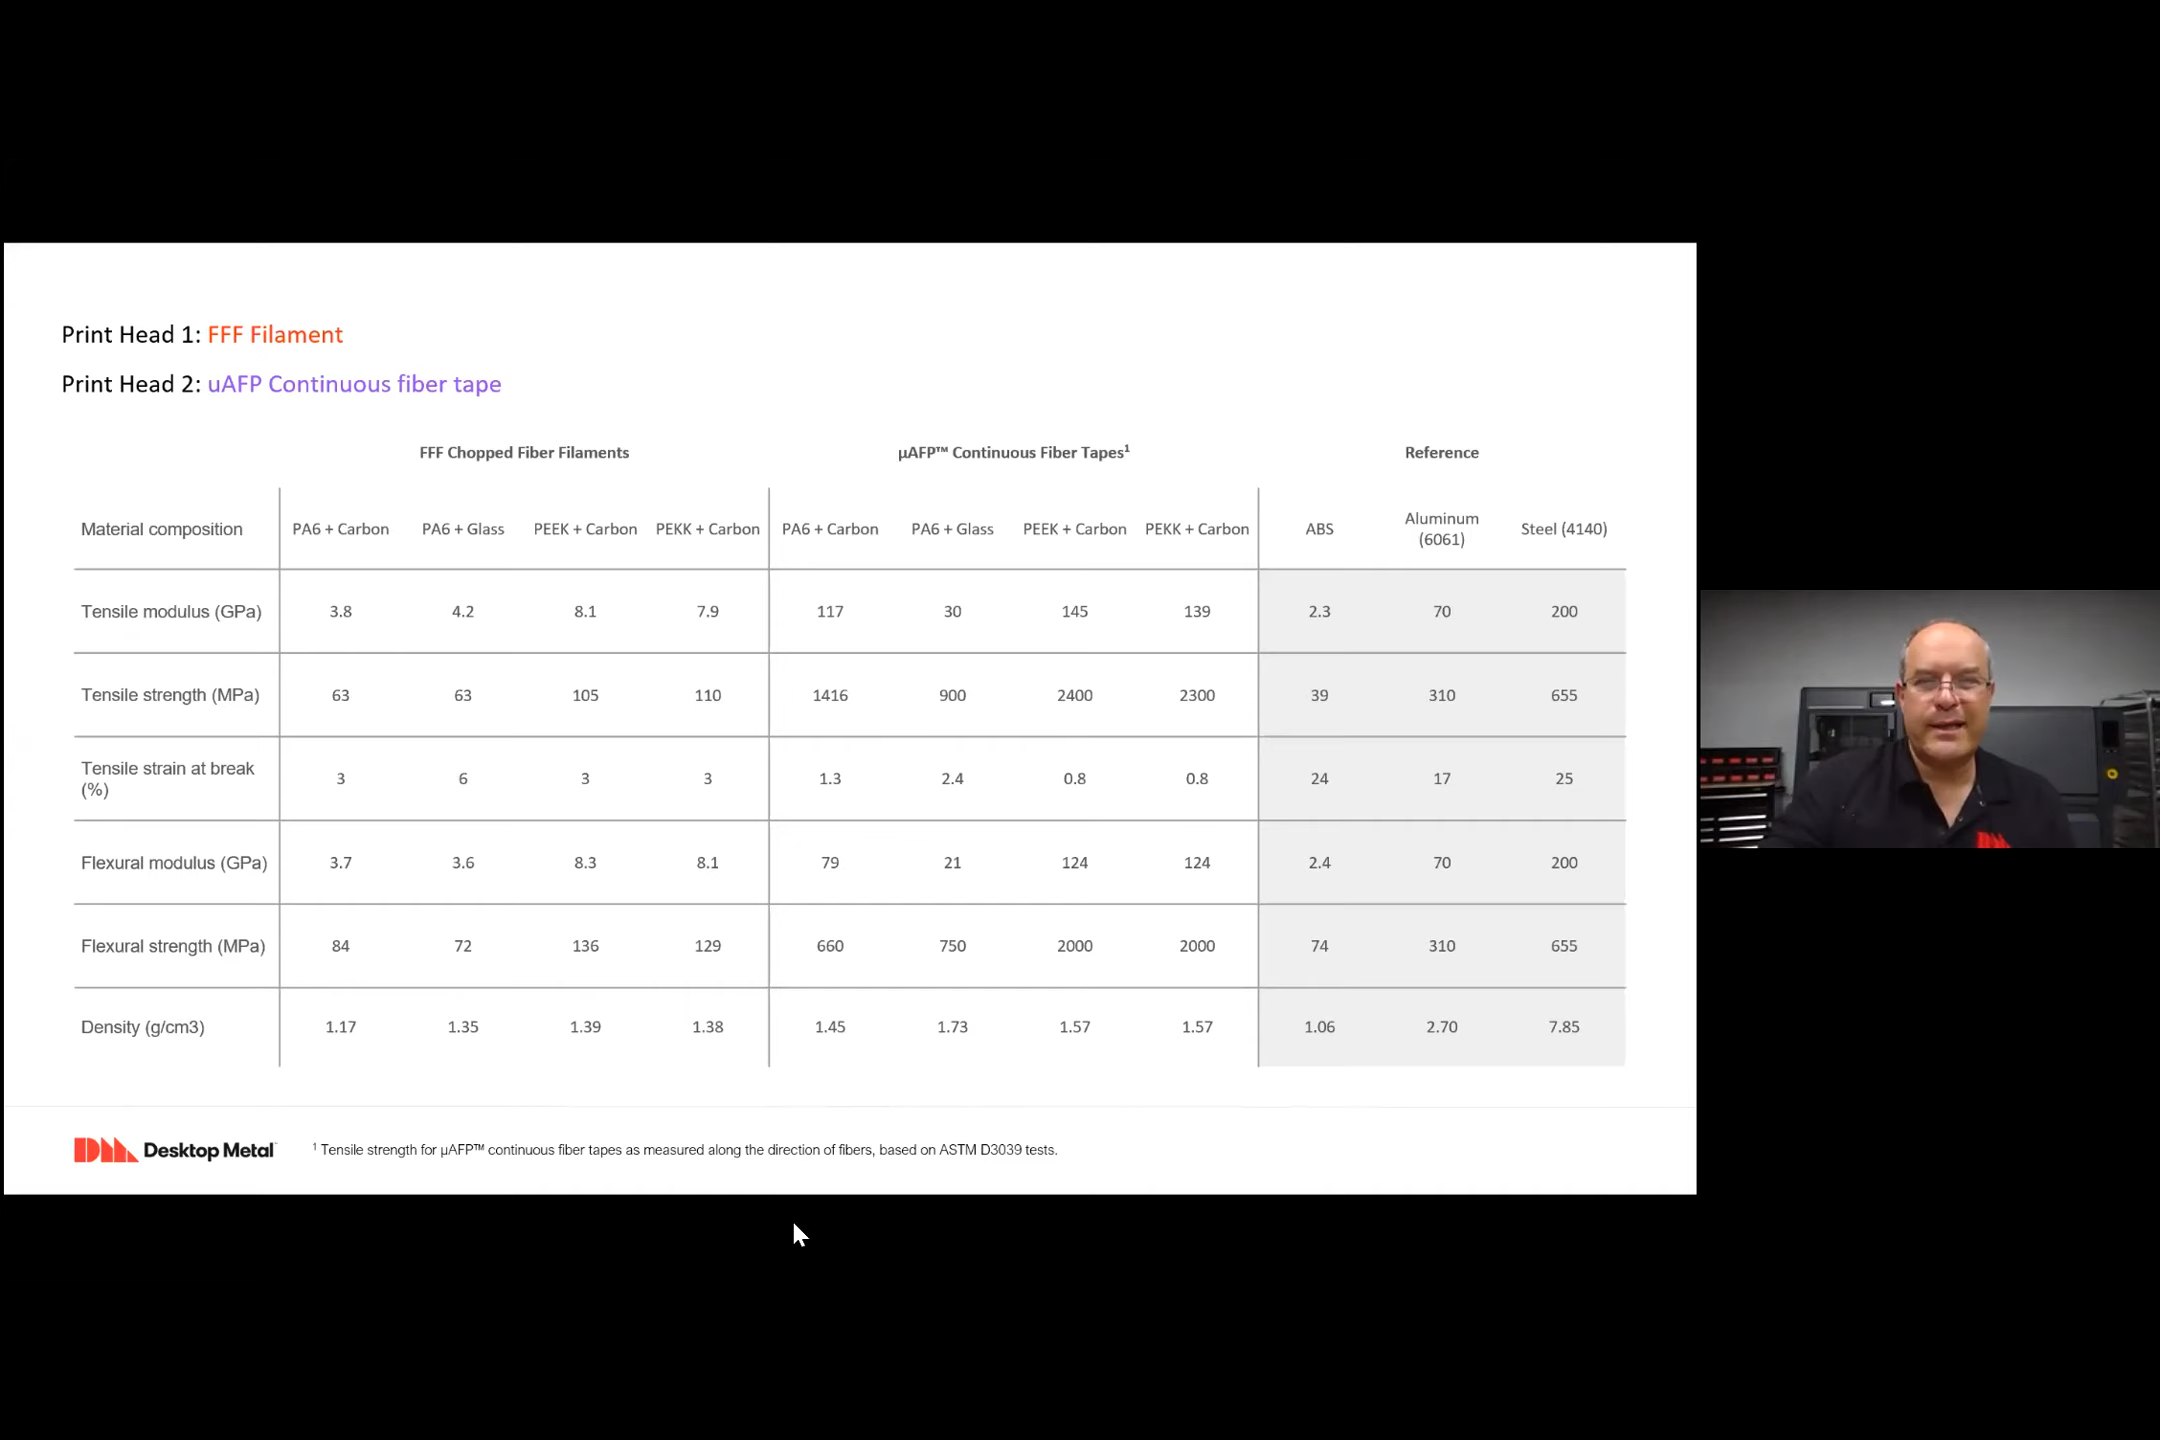 Print Head 1: FFF Filament
Print Head 2: uAFP Continuous fiber tape
FFF Chopped Fiber Filaments µAFP™ Continuous Fiber Tapes¹ Reference
Material composition PA6 + Carbon PA6 + Glass PEEK + Carbon PEKK + Carbon PA6 + Carbon PA6 + Glass PEEK + Carbon PEKK + Carbon ABS Aluminum (6061) Steel (4140)
Tensile modulus (GPa) 3.8 4.2 8.1 7.9 117 30 145 139 2.3 70 200
Tensile strength (MPa) 63 63 105 110 1416 900 2400 2300 39 310 655
Tensile strain at break (%) 3 6 3 3 1.3 2.4 0.8 0.8 24 17 25
Flexural modulus (GPa) 3.7 3.6 8.3 8.1 79 21 124 124 2.4 70 200
Flexural strength (MPa) 84 72 136 129 660 750 2000 2000 74 310 655
Density (g/cm3) 1.17 1.35 1.39 1.38 1.45 1.73 1.57 1.57 1.06 2.70 7.85
DM Desktop Metal
¹ Tensile strength for µAFP™ continuous fiber tapes as measured along the direction of fibers, based on ASTM D3039 tests.